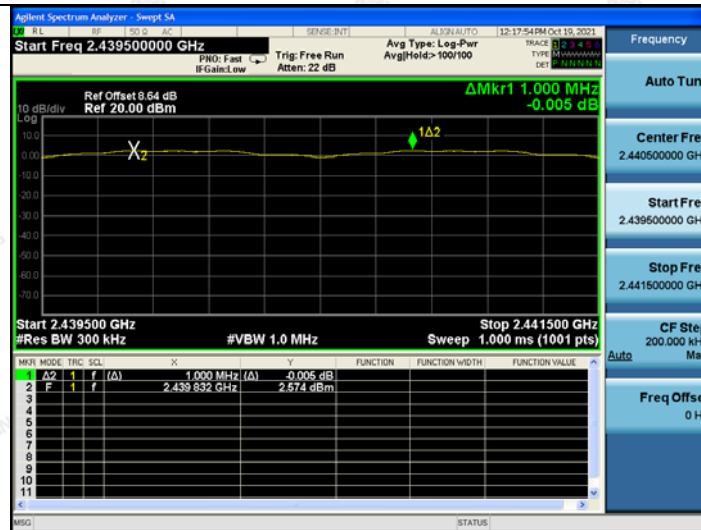 Agilent Spectrum Analyzer - Swept SA
RL RF 50 Ω AC SENSE:INT ALIGN AUTO 12:17:54 PM Oct 19, 2021
Start Freq 2.439500000 GHz
PNO: Fast
IFGain:Low
Trig: Free Run
Atten: 22 dB
Avg Type: Log-Pwr
Avg|Hold:> 100/100
TRACE 1 2 3 4 5 6
TYPE
DET P N N N N N
ΔMkr1 1.000 MHz
-0.005 dB
Ref Offset 8.64 dB
10 dB/div Ref 20.00 dBm
Log
10.0
0.00
-10.0
-20.0
-30.0
-40.0
-50.0
-60.0
-70.0
X2
1Δ2
Start 2.439500 GHz Stop 2.441500 GHz
#Res BW 300 kHz #VBW 1.0 MHz Sweep 1.000 ms (1001 pts)
MKR MODE TRC SCL X Y FUNCTION FUNCTION WIDTH FUNCTION VALUE
1 Δ2 1 f (Δ) 1.000 MHz (Δ) -0.005 dB
2 F 1 f 2.439 832 GHz 2.574 dBm
3
4
5
6
7
8
9
10
11
MSG STATUS
Frequency
Auto Tun
Center Fre
2.440500000 GH
Start Fre
2.439500000 GH
Stop Fre
2.441500000 GH
CF Ste
200.000 kH
Auto Ma
Freq Offse
0 H